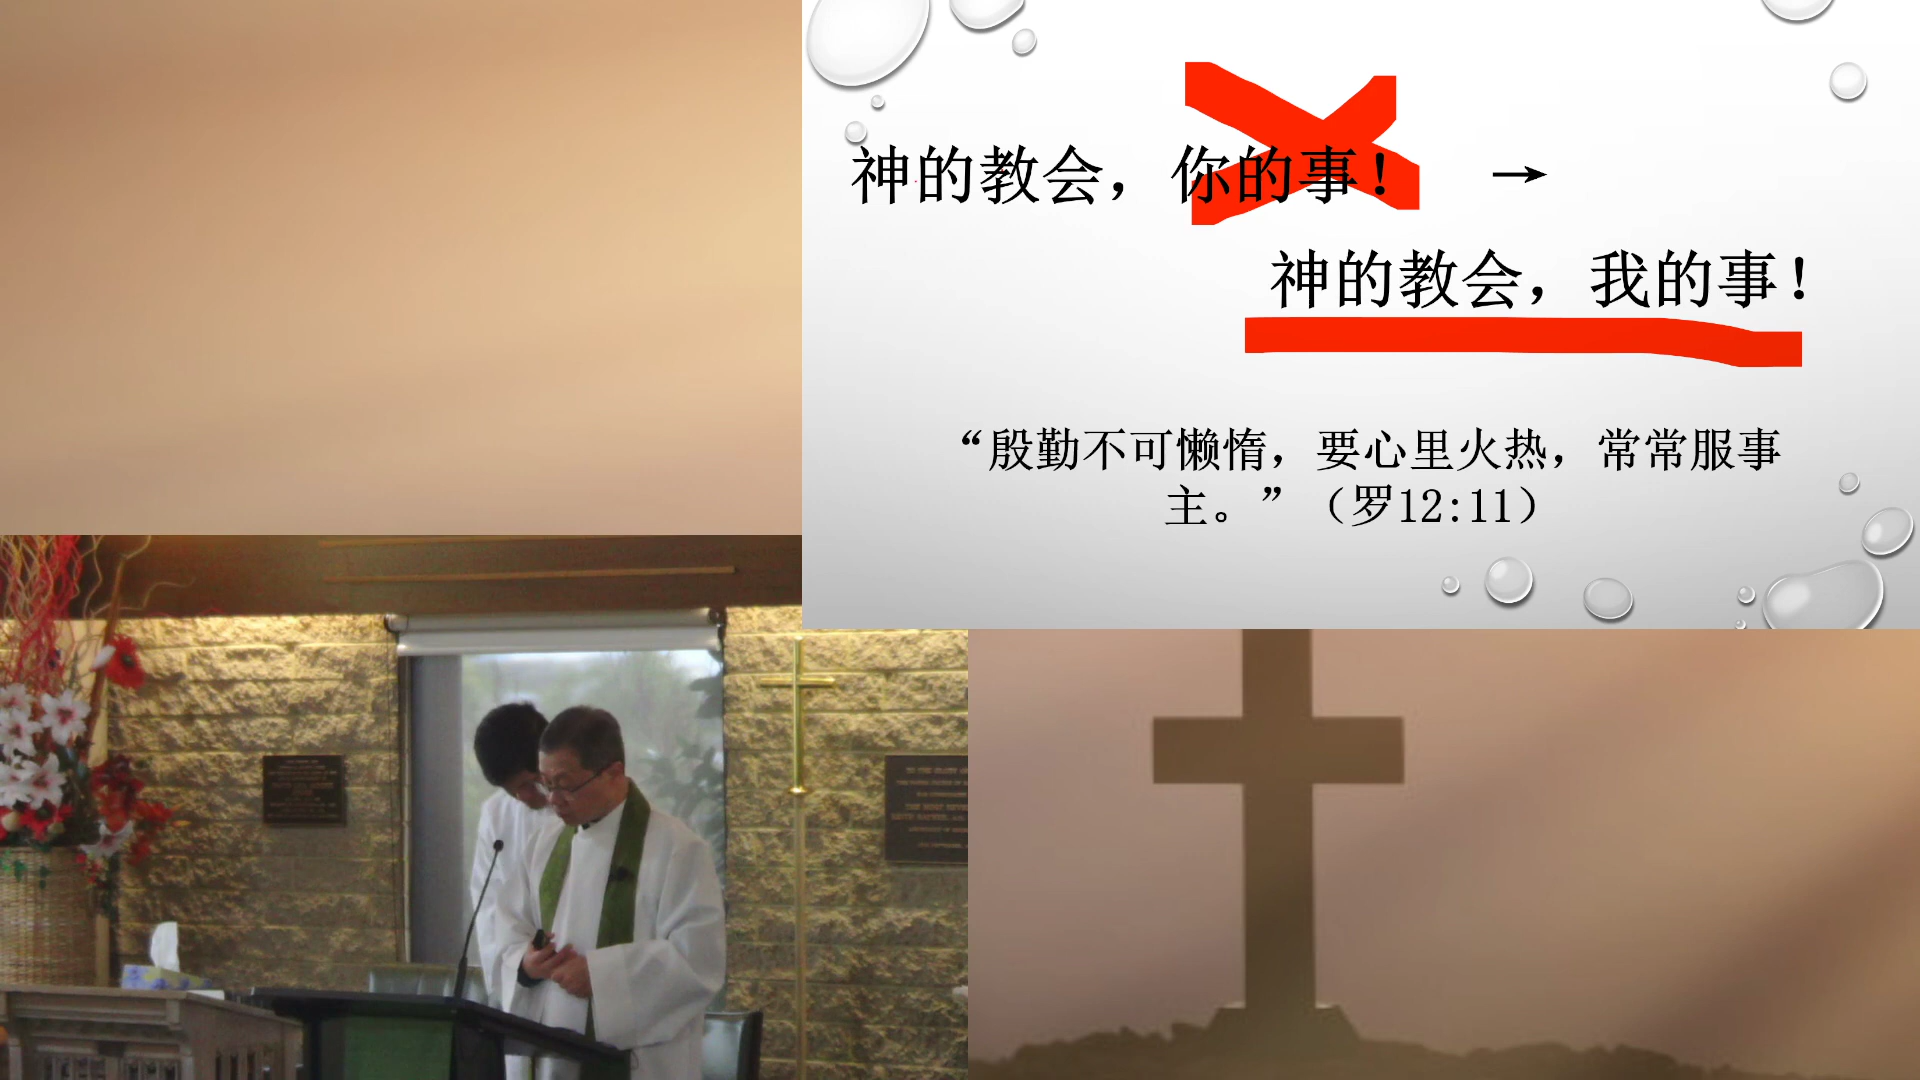 神的教会，你的事！ →
神的教会，我的事！
“殷勤不可懒惰，要心里火热，常常服事
主。”（罗12:11）